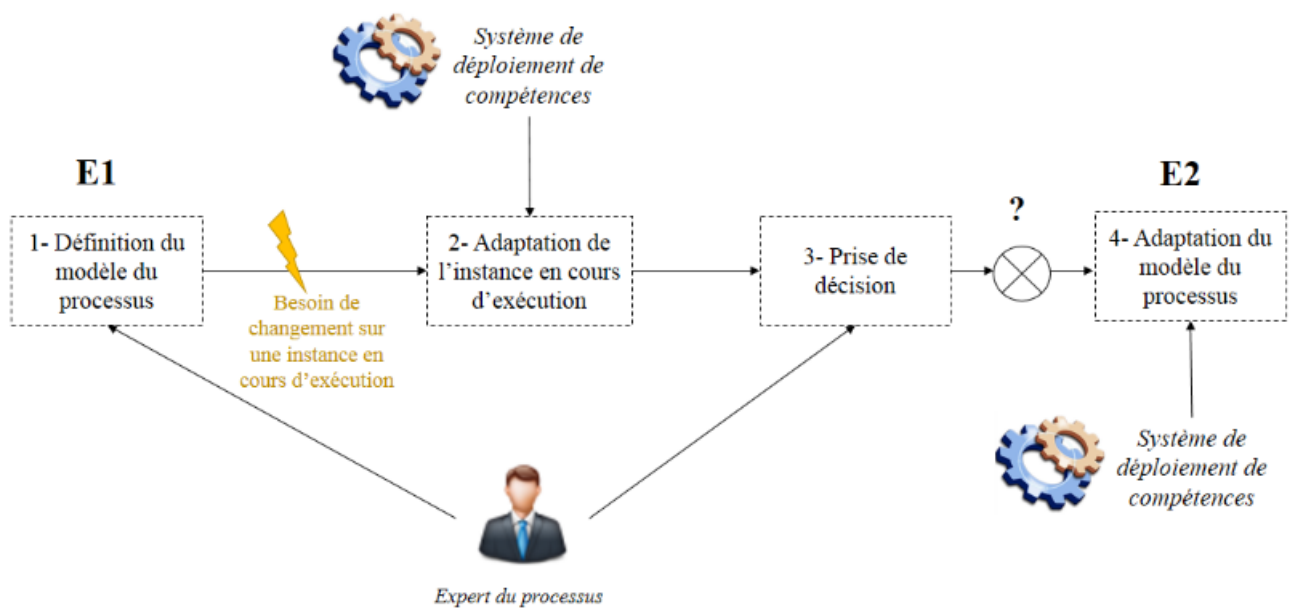 Système de
déploiement de
compétences
E1
1- Définition du
modèle du
processus
Besoin de
changement sur
une instance en
cours d'exécution
2- Adaptation de
l'instance en cours
d'exécution
3- Prise de
décision
?
E2
4- Adaptation du
modèle du
processus
Système de
déploiement de
compétences
Expert du processus